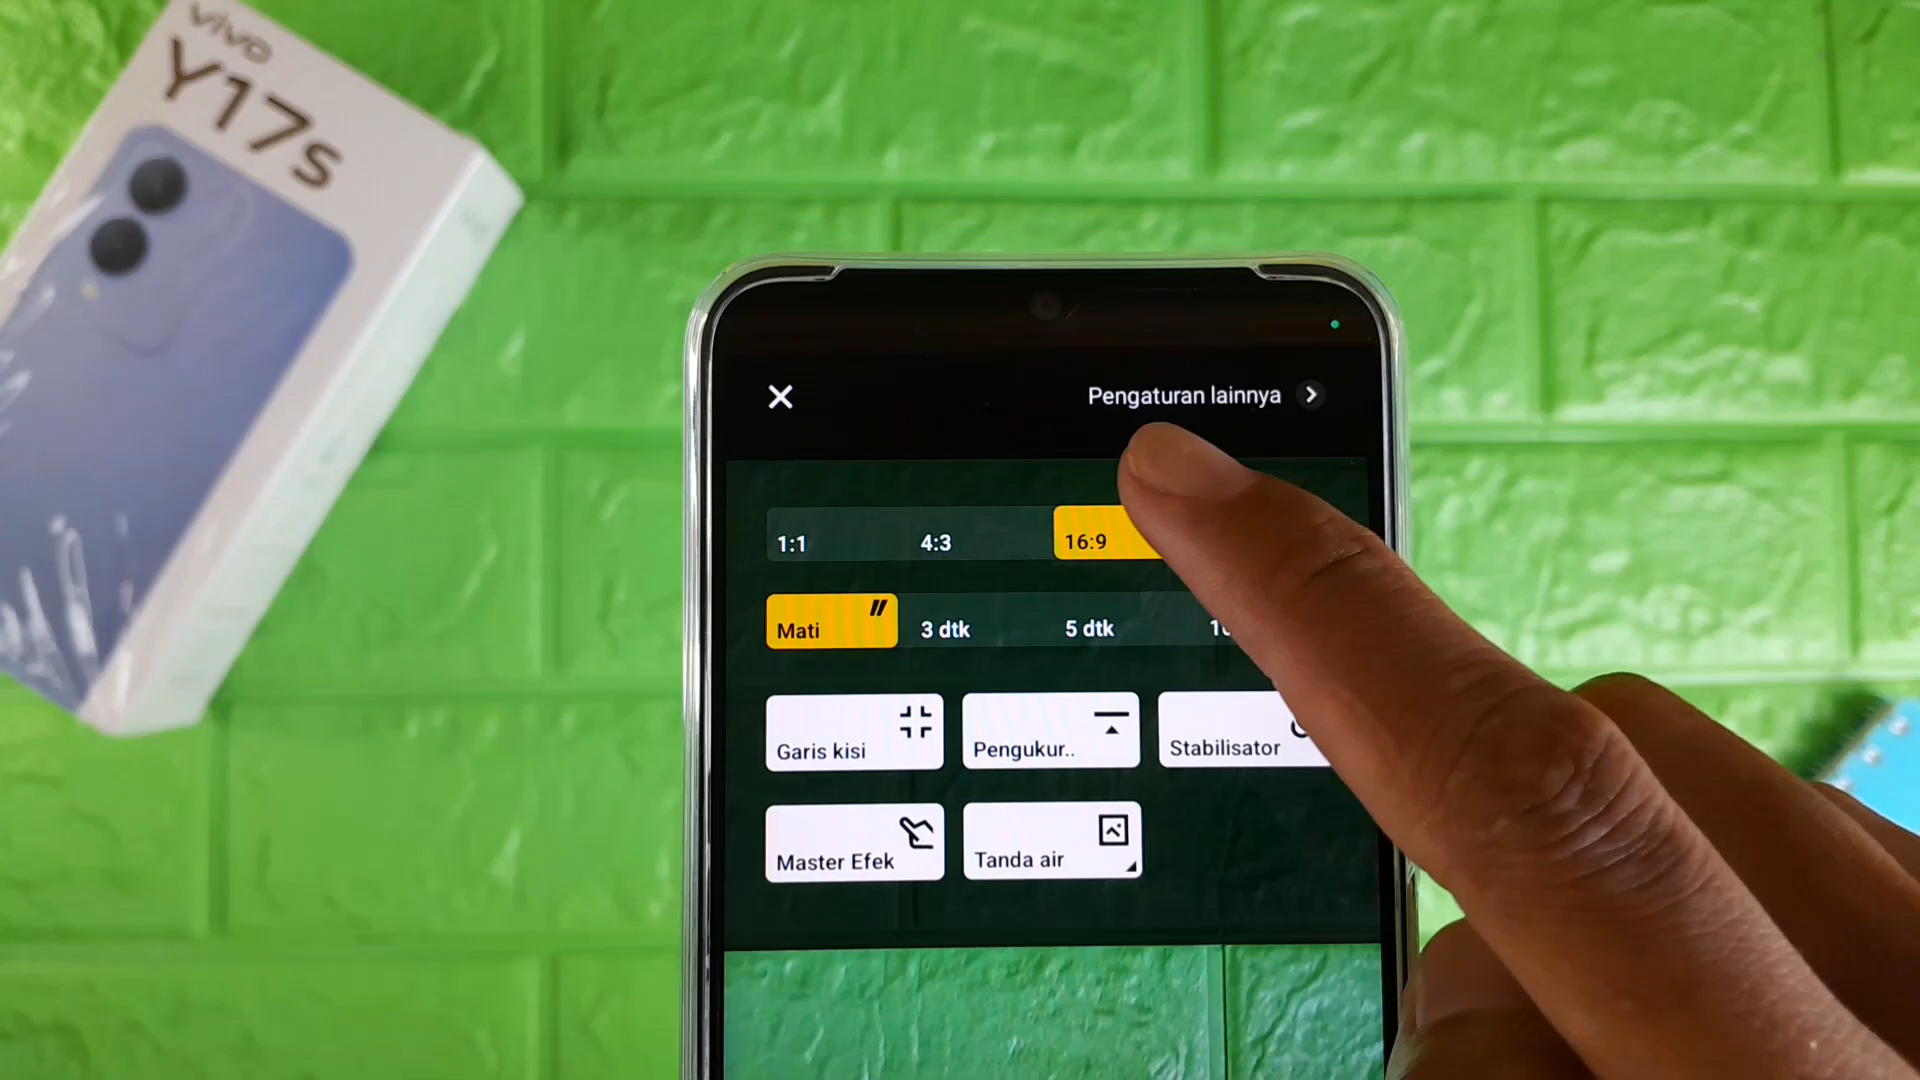 vivo
Y17s
Pengaturan lainnya
1:1 4:3 16:9
Mati 3 dtk 5 dtk
Garis kisi Pengukur.. Stabilisator
Master Efek Tanda air